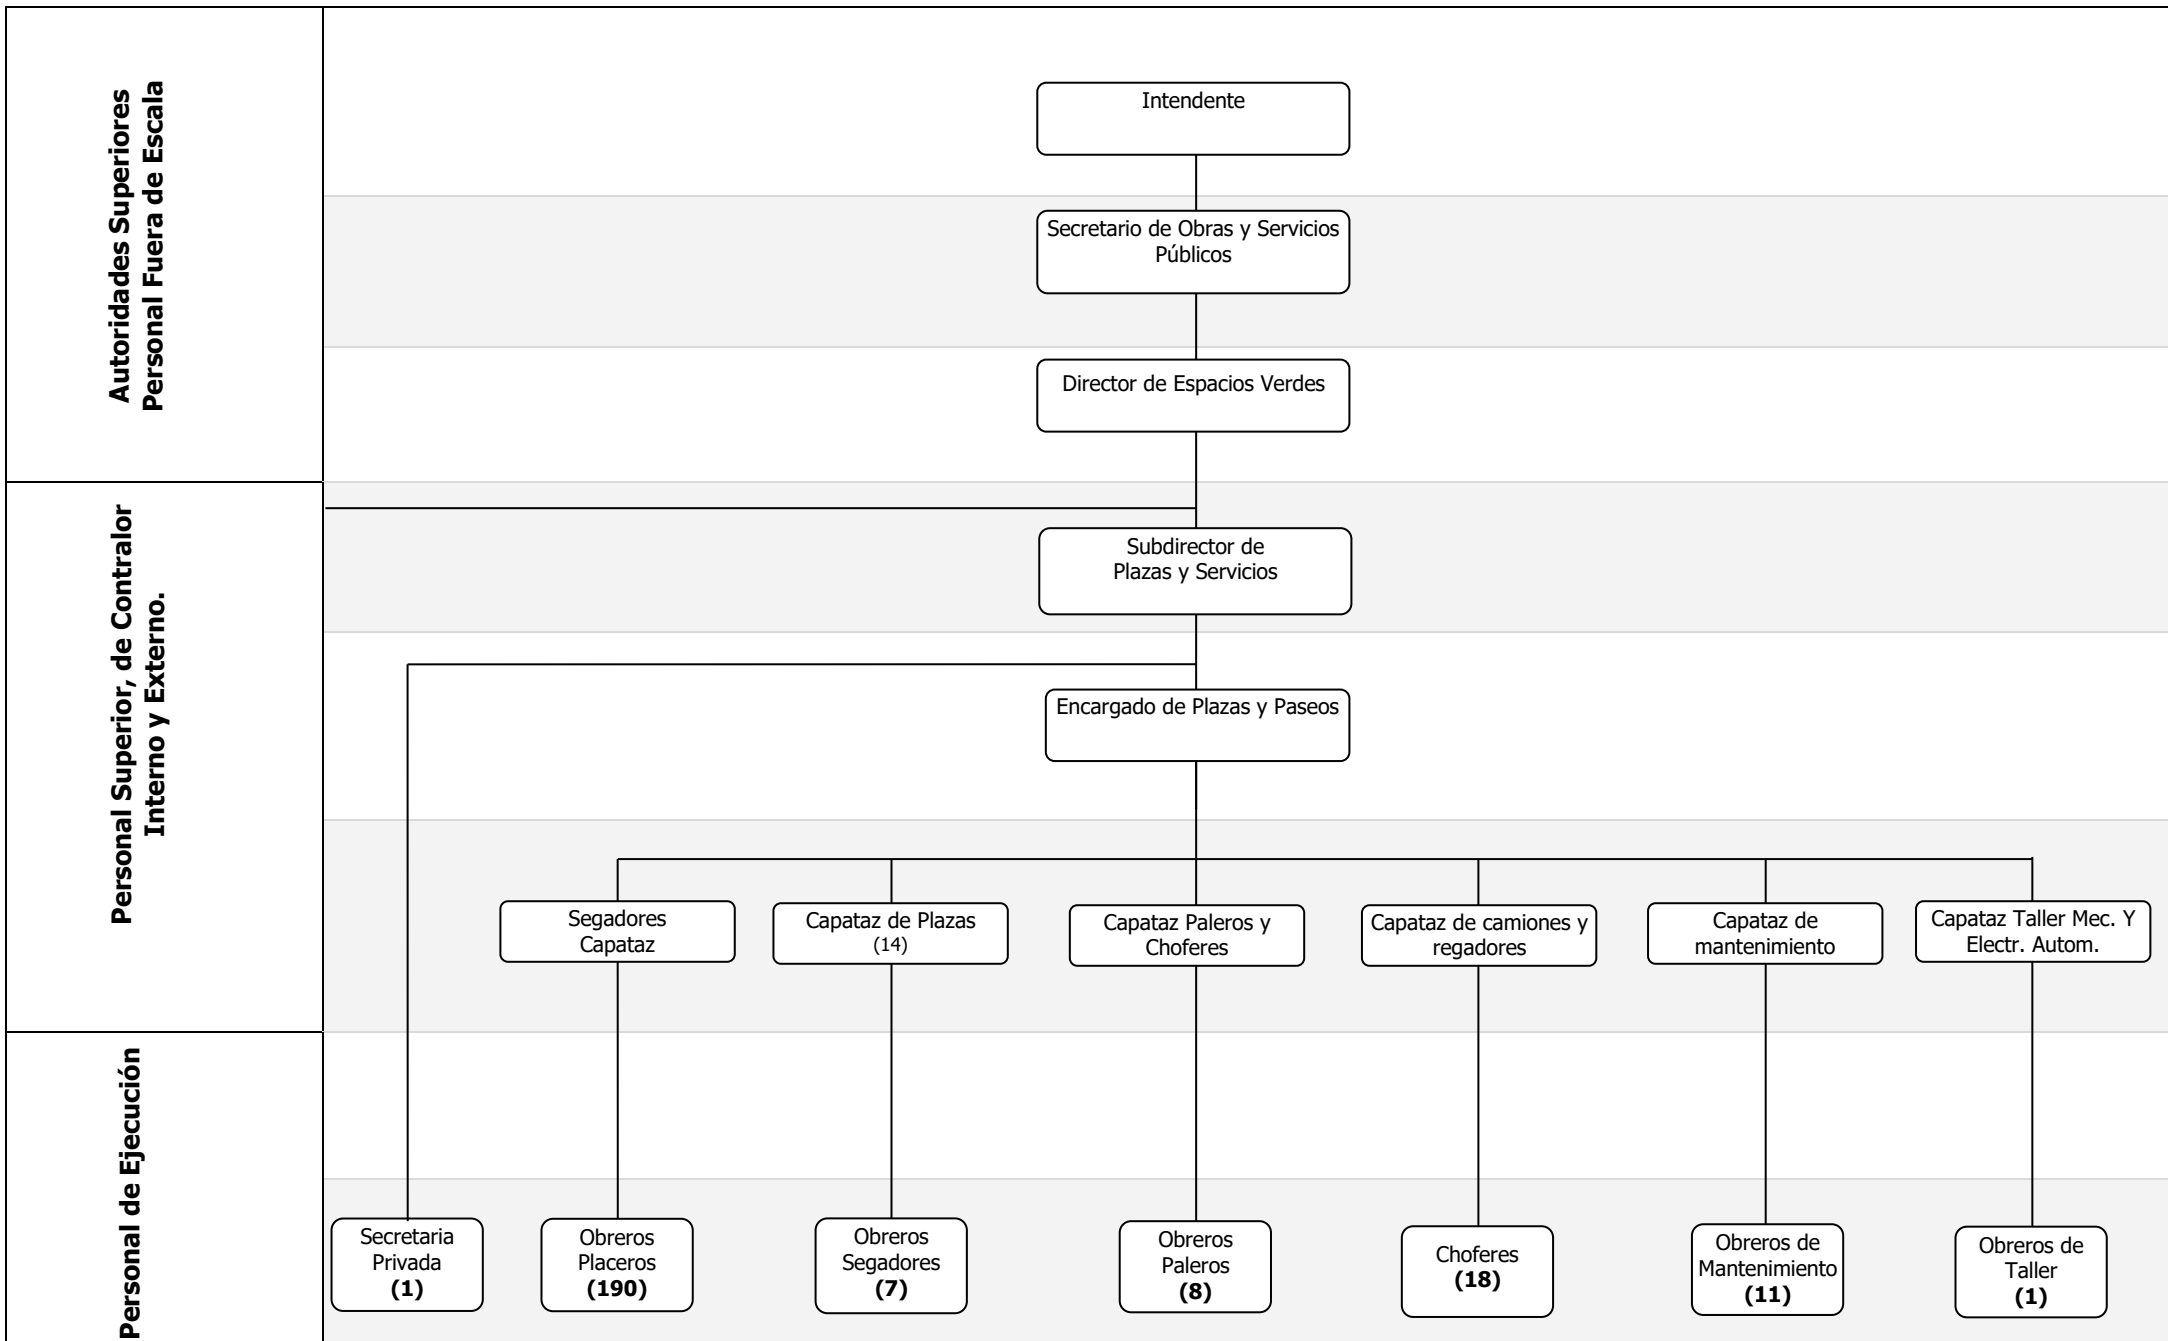 Autoridades Superiores
Personal Fuera de Escala
Intendente
Secretario de Obras y Servicios
Públicos
Director de Espacios Verdes
Personal Superior, de Contralor
Interno y Externo.
Subdirector de
Plazas y Servicios
Encargado de Plazas y Paseos
Segadores
Capataz
Capataz de Plazas
(14)
Capataz Paleros y
Choferes
Capataz de camiones y
regadores
Capataz de
mantenimiento
Capataz Taller Mec. Y
Electr. Autom.
Personal de Ejecución
Secretaria
Privada
(1)
Obreros
Placeros
(190)
Obreros
Segadores
(7)
Obreros
Paleros
(8)
Choferes
(18)
Obreros de
Mantenimiento
(11)
Obreros de
Taller
(1)